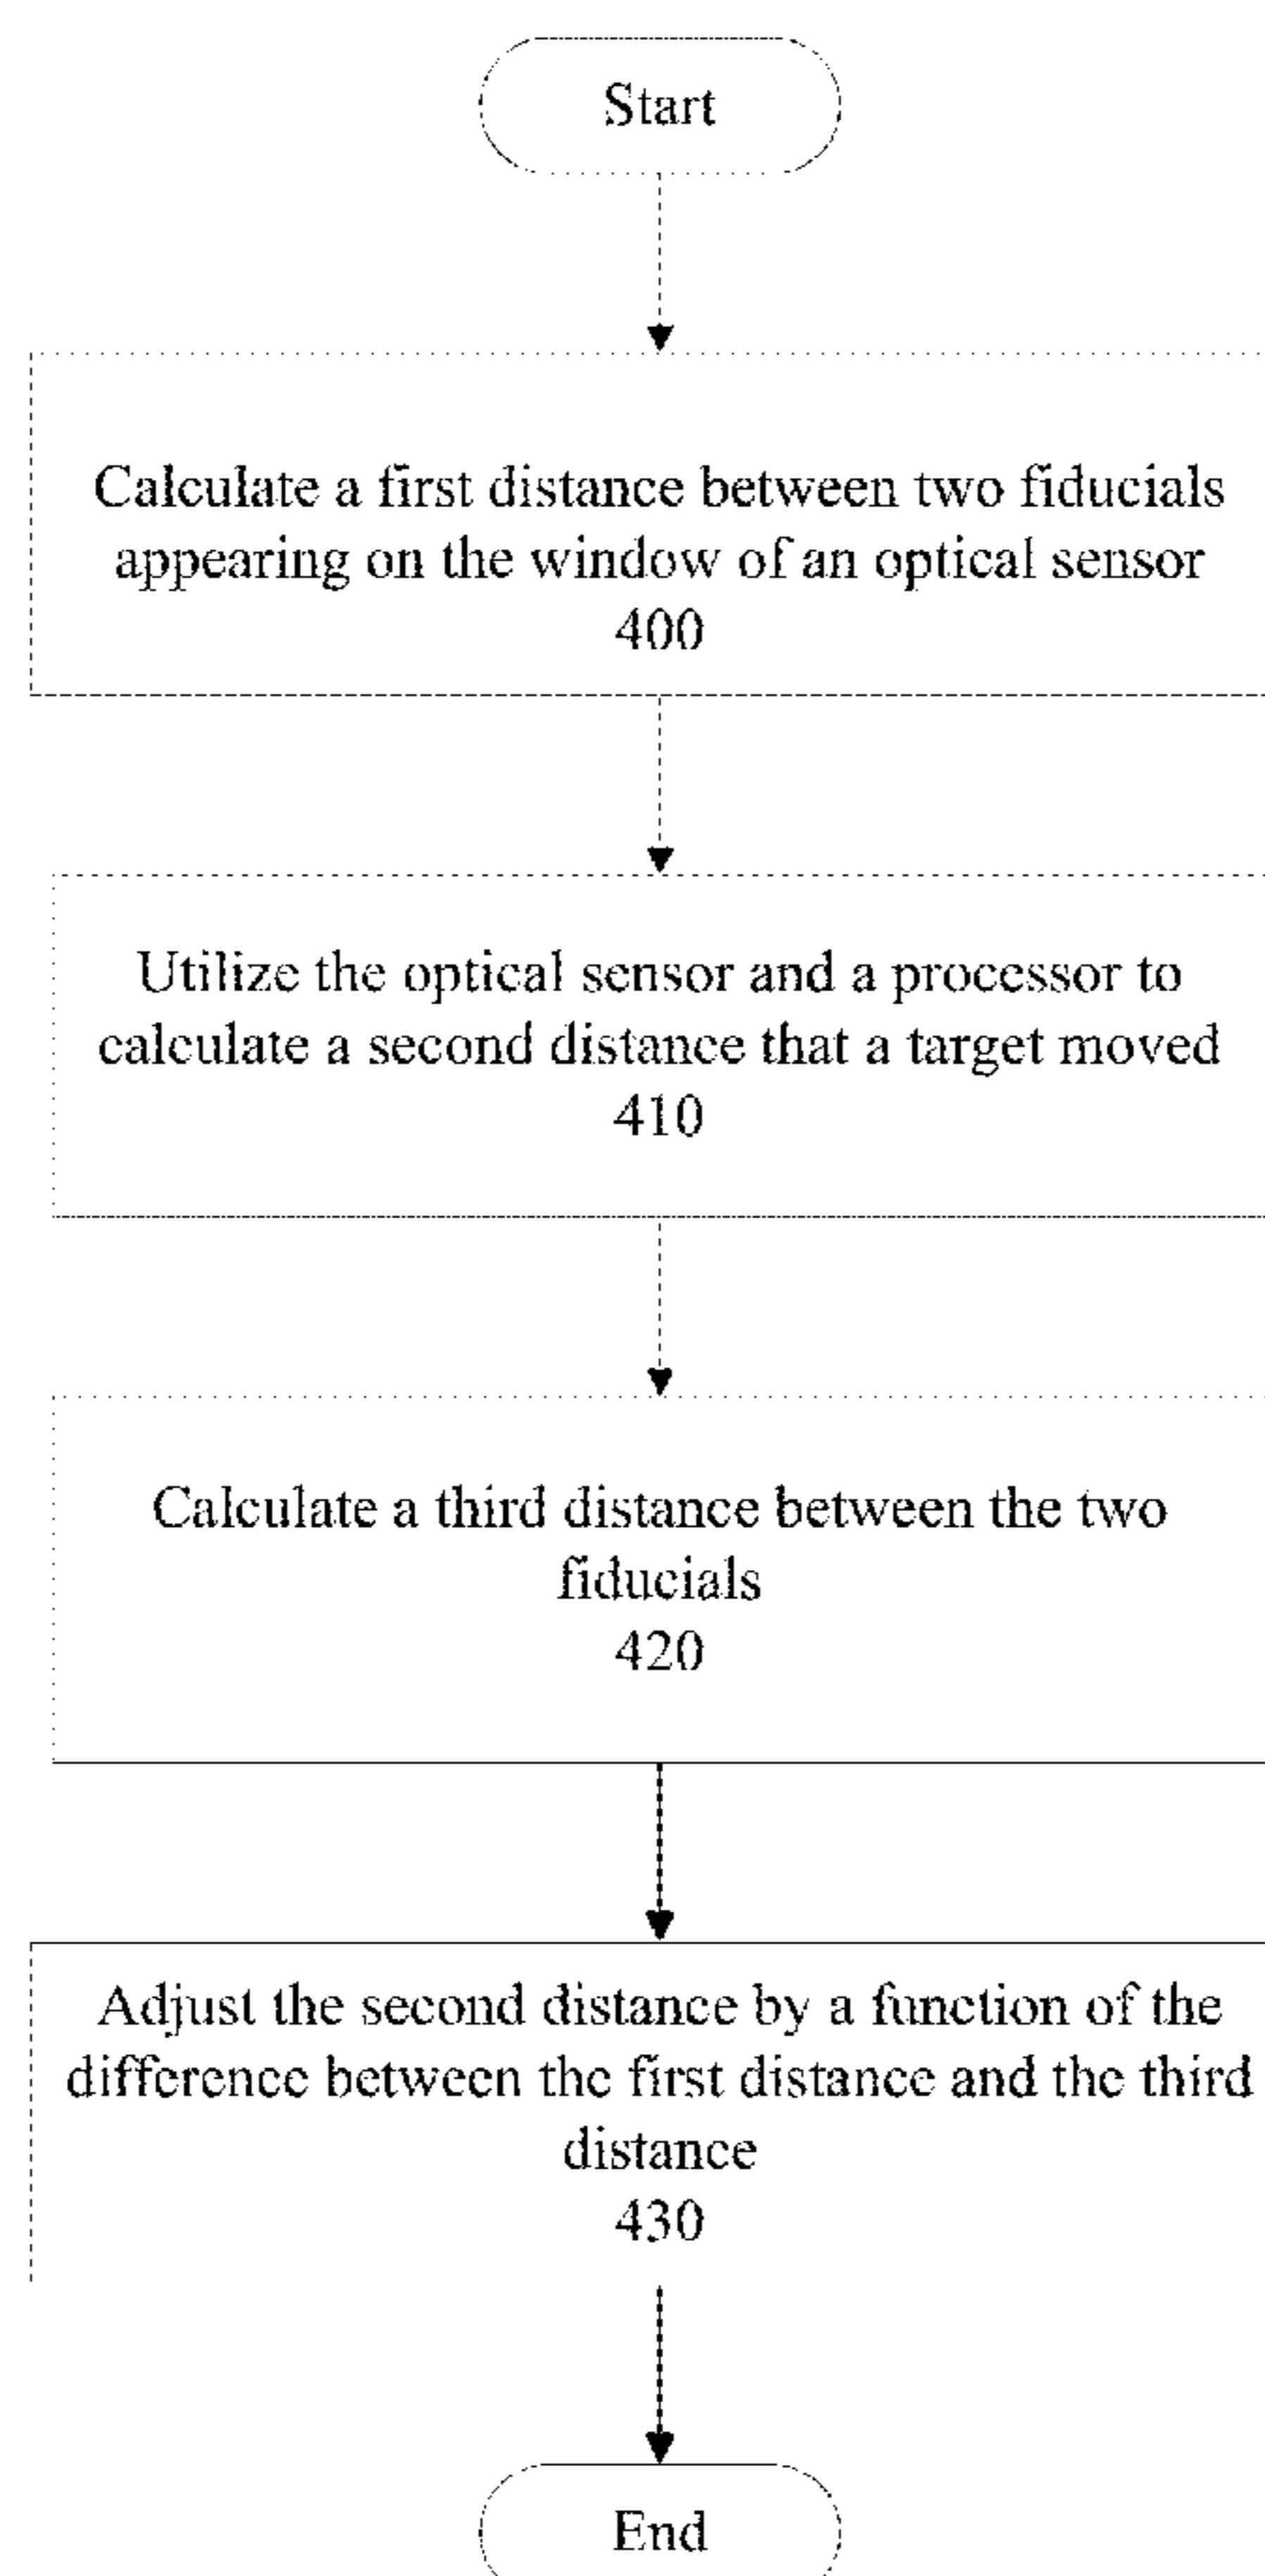 Start
Calculate a first distance between two fiducials
appearing on the window of an optical sensor
400
Utilize the optical sensor and a processor to
calculate a second distance that a target moved
410
Calculate a third distance between the two
fiducials
420
Adjust the second distance by a function of the
difference between the first distance and the third
distance
430
End